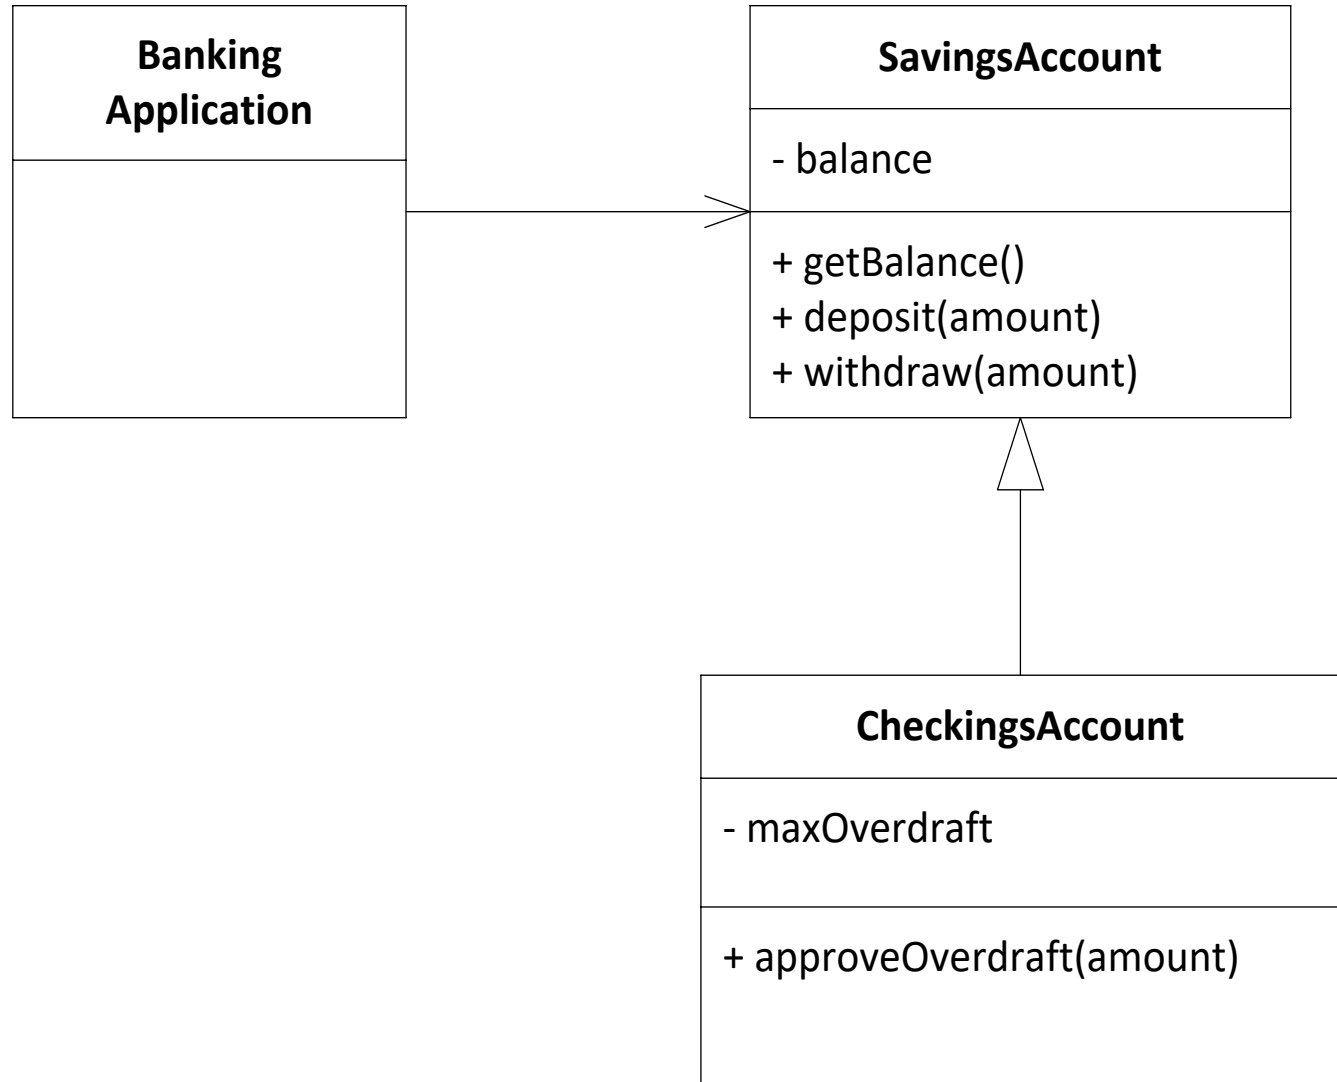 Banking
Application
SavingsAccount
- balance
+ getBalance()
+ deposit(amount)
+ withdraw(amount)
CheckingsAccount
- maxOverdraft
+ approveOverdraft(amount)